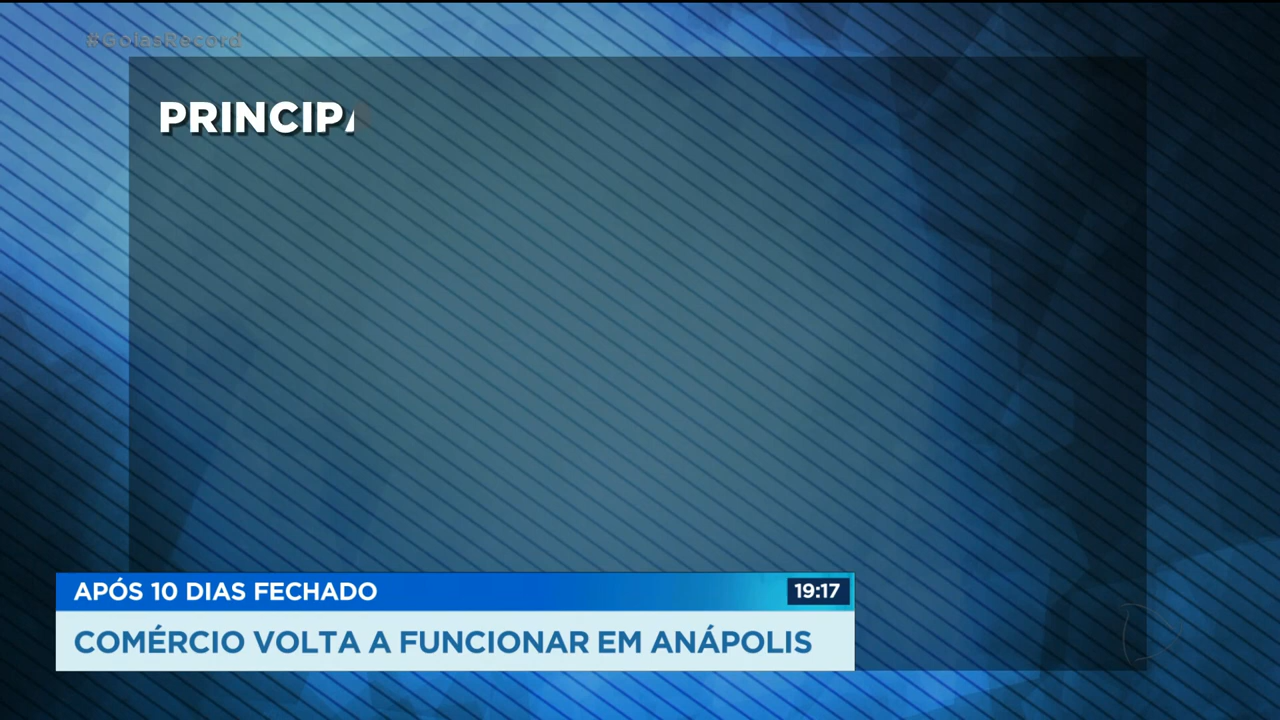 #GoiasRecord
PRINCIPA
APÓS 10 DIAS FECHADO
19:17
COMÉRCIO VOLTA A FUNCIONAR EM ANÁPOLIS